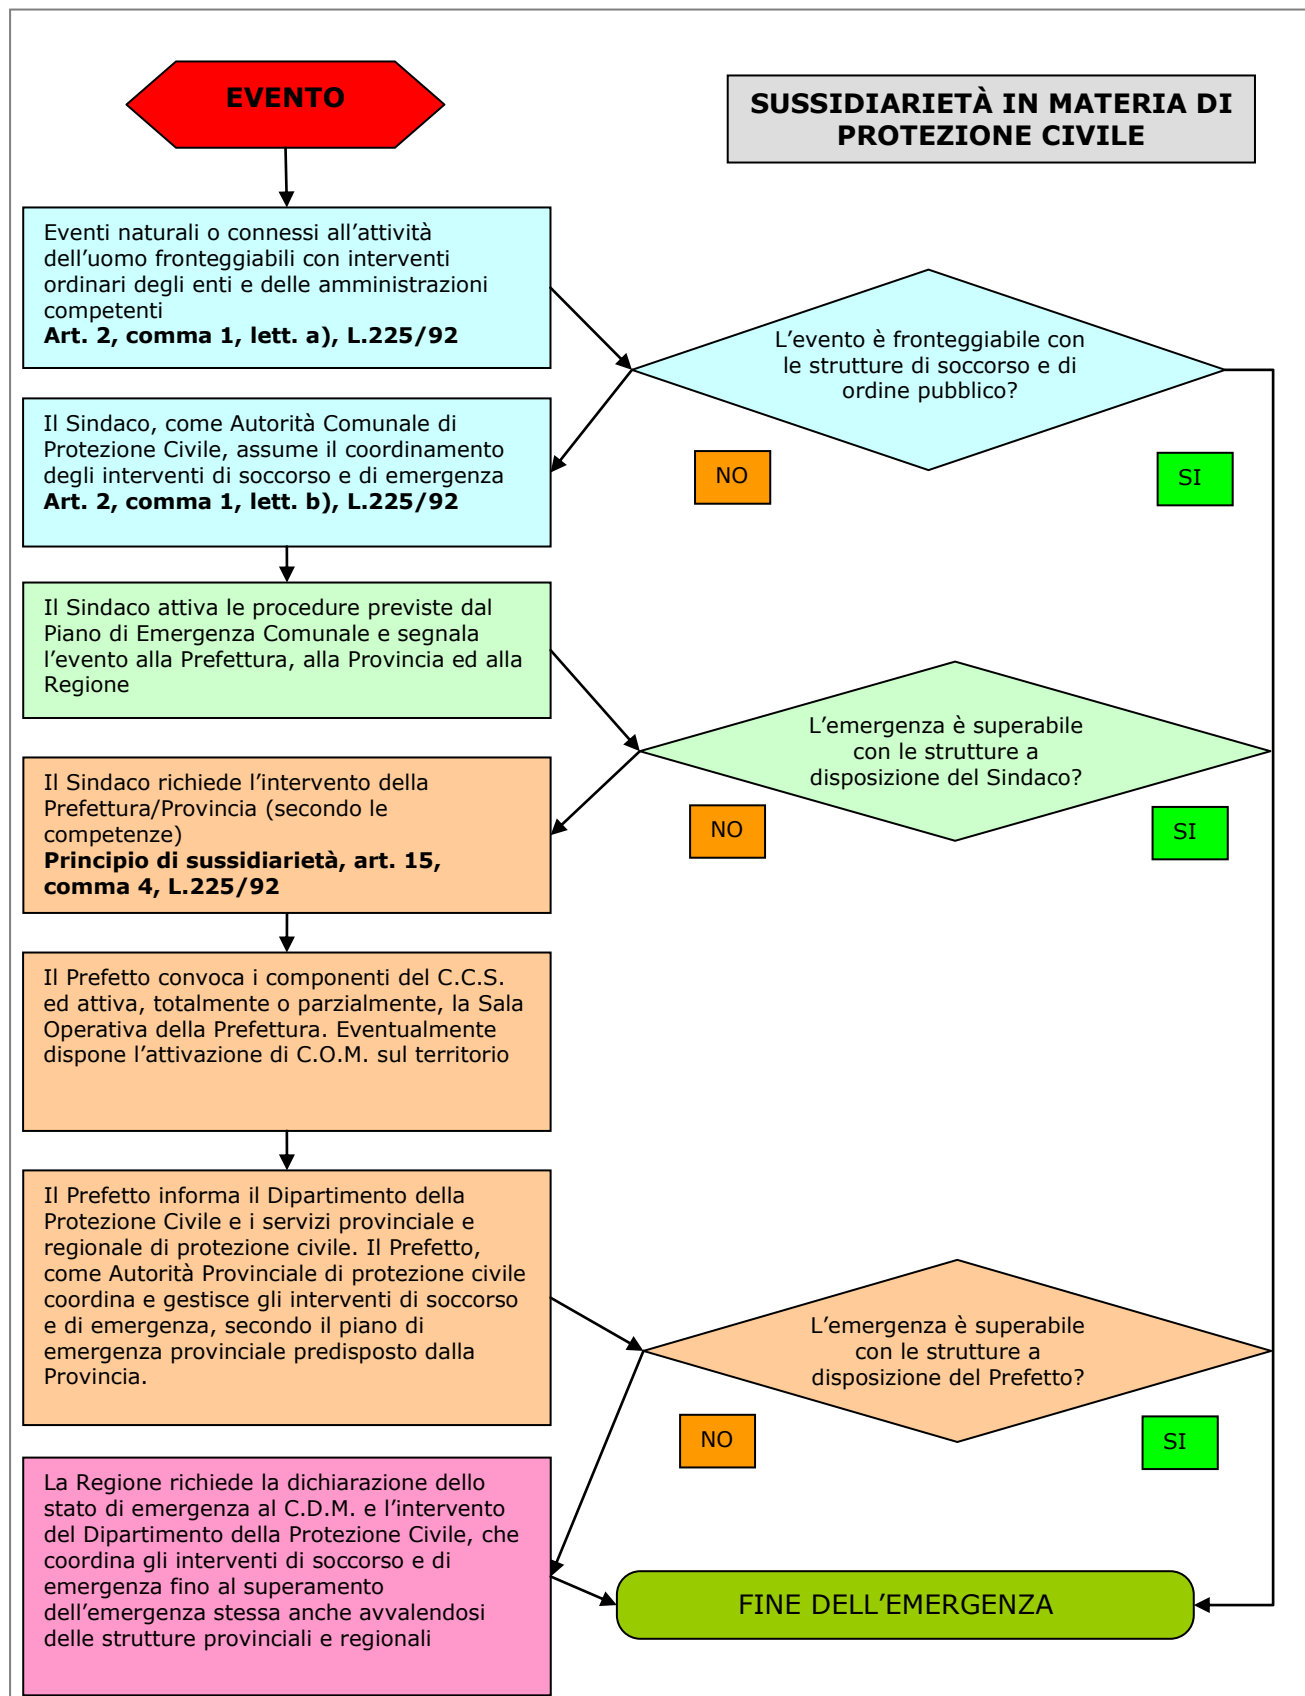 EVENTO
SUSSIDIARIETÀ IN MATERIA DI
PROTEZIONE CIVILE
Eventi naturali o connessi all’attività
dell’uomo fronteggiabili con interventi
ordinari degli enti e delle amministrazioni
competenti
Art. 2, comma 1, lett. a), L.225/92
L’evento è fronteggiabile con
le strutture di soccorso e di
ordine pubblico?
Il Sindaco, come Autorità Comunale di
Protezione Civile, assume il coordinamento
degli interventi di soccorso e di emergenza
Art. 2, comma 1, lett. b), L.225/92
NO
SI
Il Sindaco attiva le procedure previste dal
Piano di Emergenza Comunale e segnala
l’evento alla Prefettura, alla Provincia ed alla
Regione
L’emergenza è superabile
con le strutture a
disposizione del Sindaco?
Il Sindaco richiede l’intervento della
Prefettura/Provincia (secondo le
competenze)
Principio di sussidiarietà, art. 15,
comma 4, L.225/92
NO
SI
Il Prefetto convoca i componenti del C.C.S.
ed attiva, totalmente o parzialmente, la Sala
Operativa della Prefettura. Eventualmente
dispone l’attivazione di C.O.M. sul territorio
Il Prefetto informa il Dipartimento della
Protezione Civile e i servizi provinciale e
regionale di protezione civile. Il Prefetto,
come Autorità Provinciale di protezione civile
coordina e gestisce gli interventi di soccorso
e di emergenza, secondo il piano di
emergenza provinciale predisposto dalla
Provincia.
L’emergenza è superabile
con le strutture a
disposizione del Prefetto?
NO
SI
La Regione richiede la dichiarazione dello
stato di emergenza al C.D.M. e l’intervento
del Dipartimento della Protezione Civile, che
coordina gli interventi di soccorso e di
emergenza fino al superamento
dell’emergenza stessa anche avvalendosi
delle strutture provinciali e regionali
FINE DELL’EMERGENZA